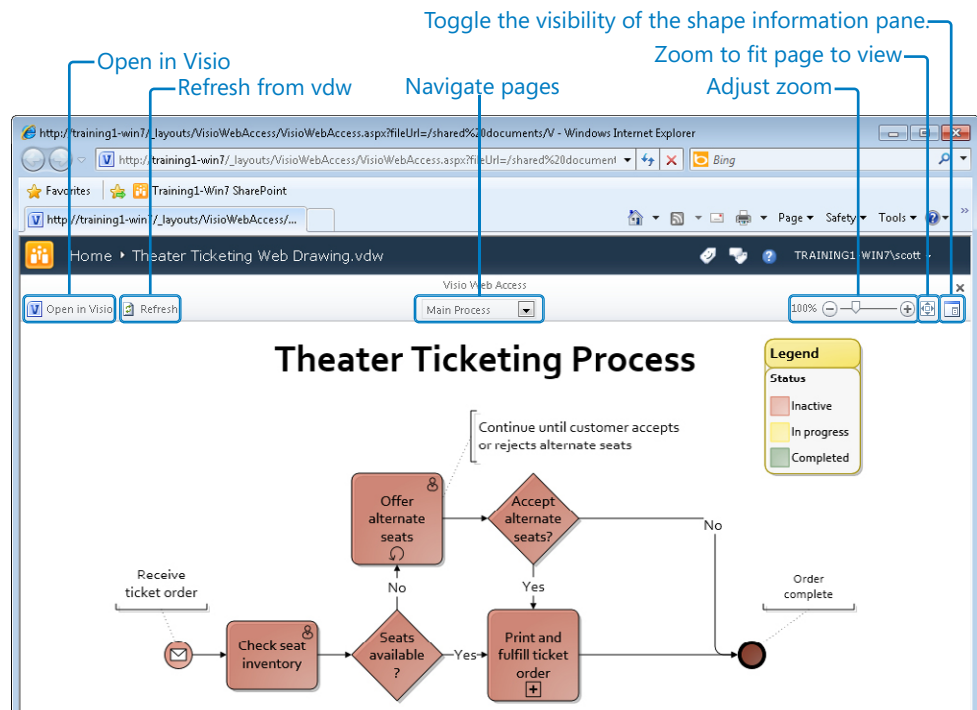 Toggle the visibility of the shape information pane.
Open in Visio
Zoom to fit page to view
Refresh from vdw
Navigate pages
Adjust zoom
http://training1-win7/_layouts/VisioWebAccess/VisioWebAccess.aspx?fileUrl=/shared%20documents/V - Windows Internet Explorer
http://training1-win7/_layouts/VisioWebAccess/VisioWebAccess.aspx?fileUrl=/shared%20document
Bing
Favorites
Training1-Win7 SharePoint
http://training1-win7/_layouts/VisioWebAccess/...
Page
Safety
Tools
Home
Theater Ticketing Web Drawing.vdw
TRAINING1-WIN7\scott
Visio Web Access
Open in Visio
Refresh
Main Process
100%
Theater Ticketing Process
Legend
Status
Inactive
In progress
Completed
Continue until customer accepts
or rejects alternate seats
Offer
alternate
seats
Accept
alternate
seats?
No
Receive
ticket order
No
Yes
Order
complete
Check seat
inventory
Seats
available
?
Yes
Print and
fulfill ticket
order